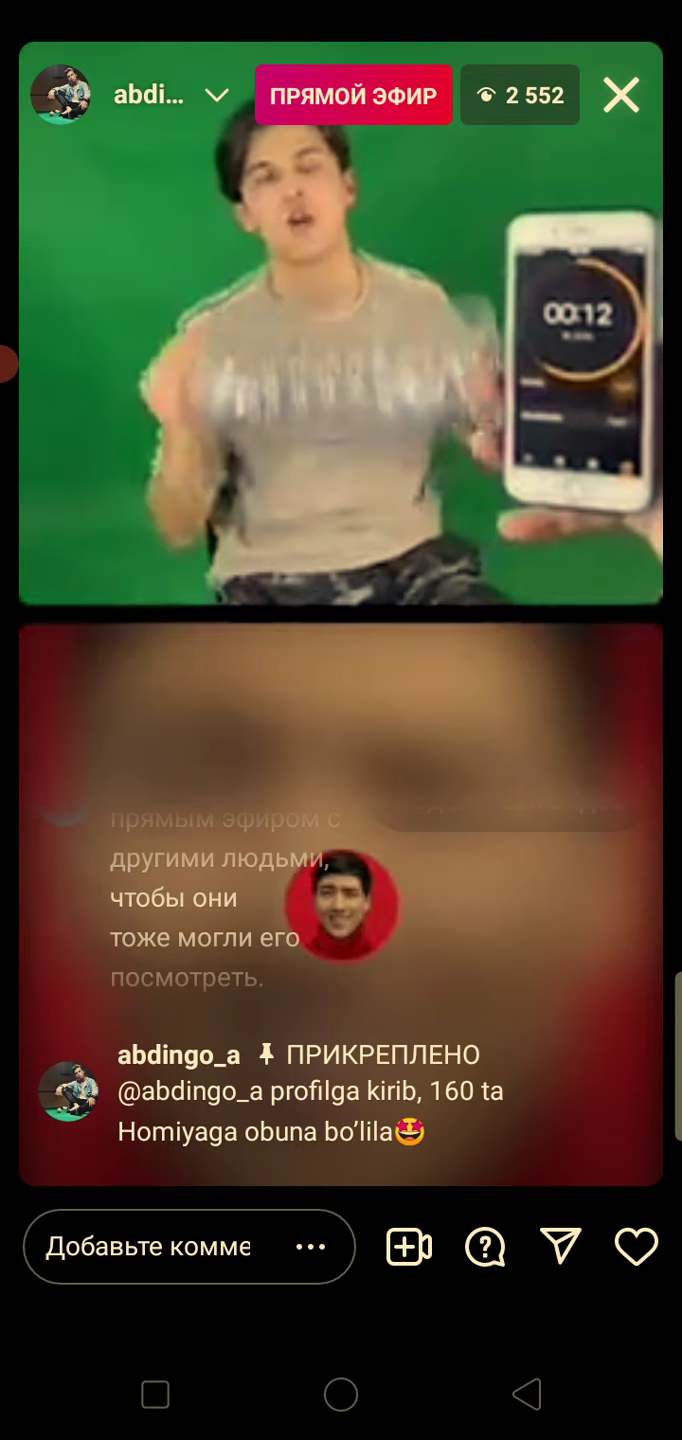 abdi...
ПРЯМОЙ ЭФИР
2 552
00:12
прямым эфиром с
другими людьми,
чтобы они
тоже могли его
посмотреть.
abdingo_a ПРИКРЕПЛЕНО
@abdingo_a profilga kirib, 160 ta
Homiyaga obuna bo’lila🤩
Добавьте комме